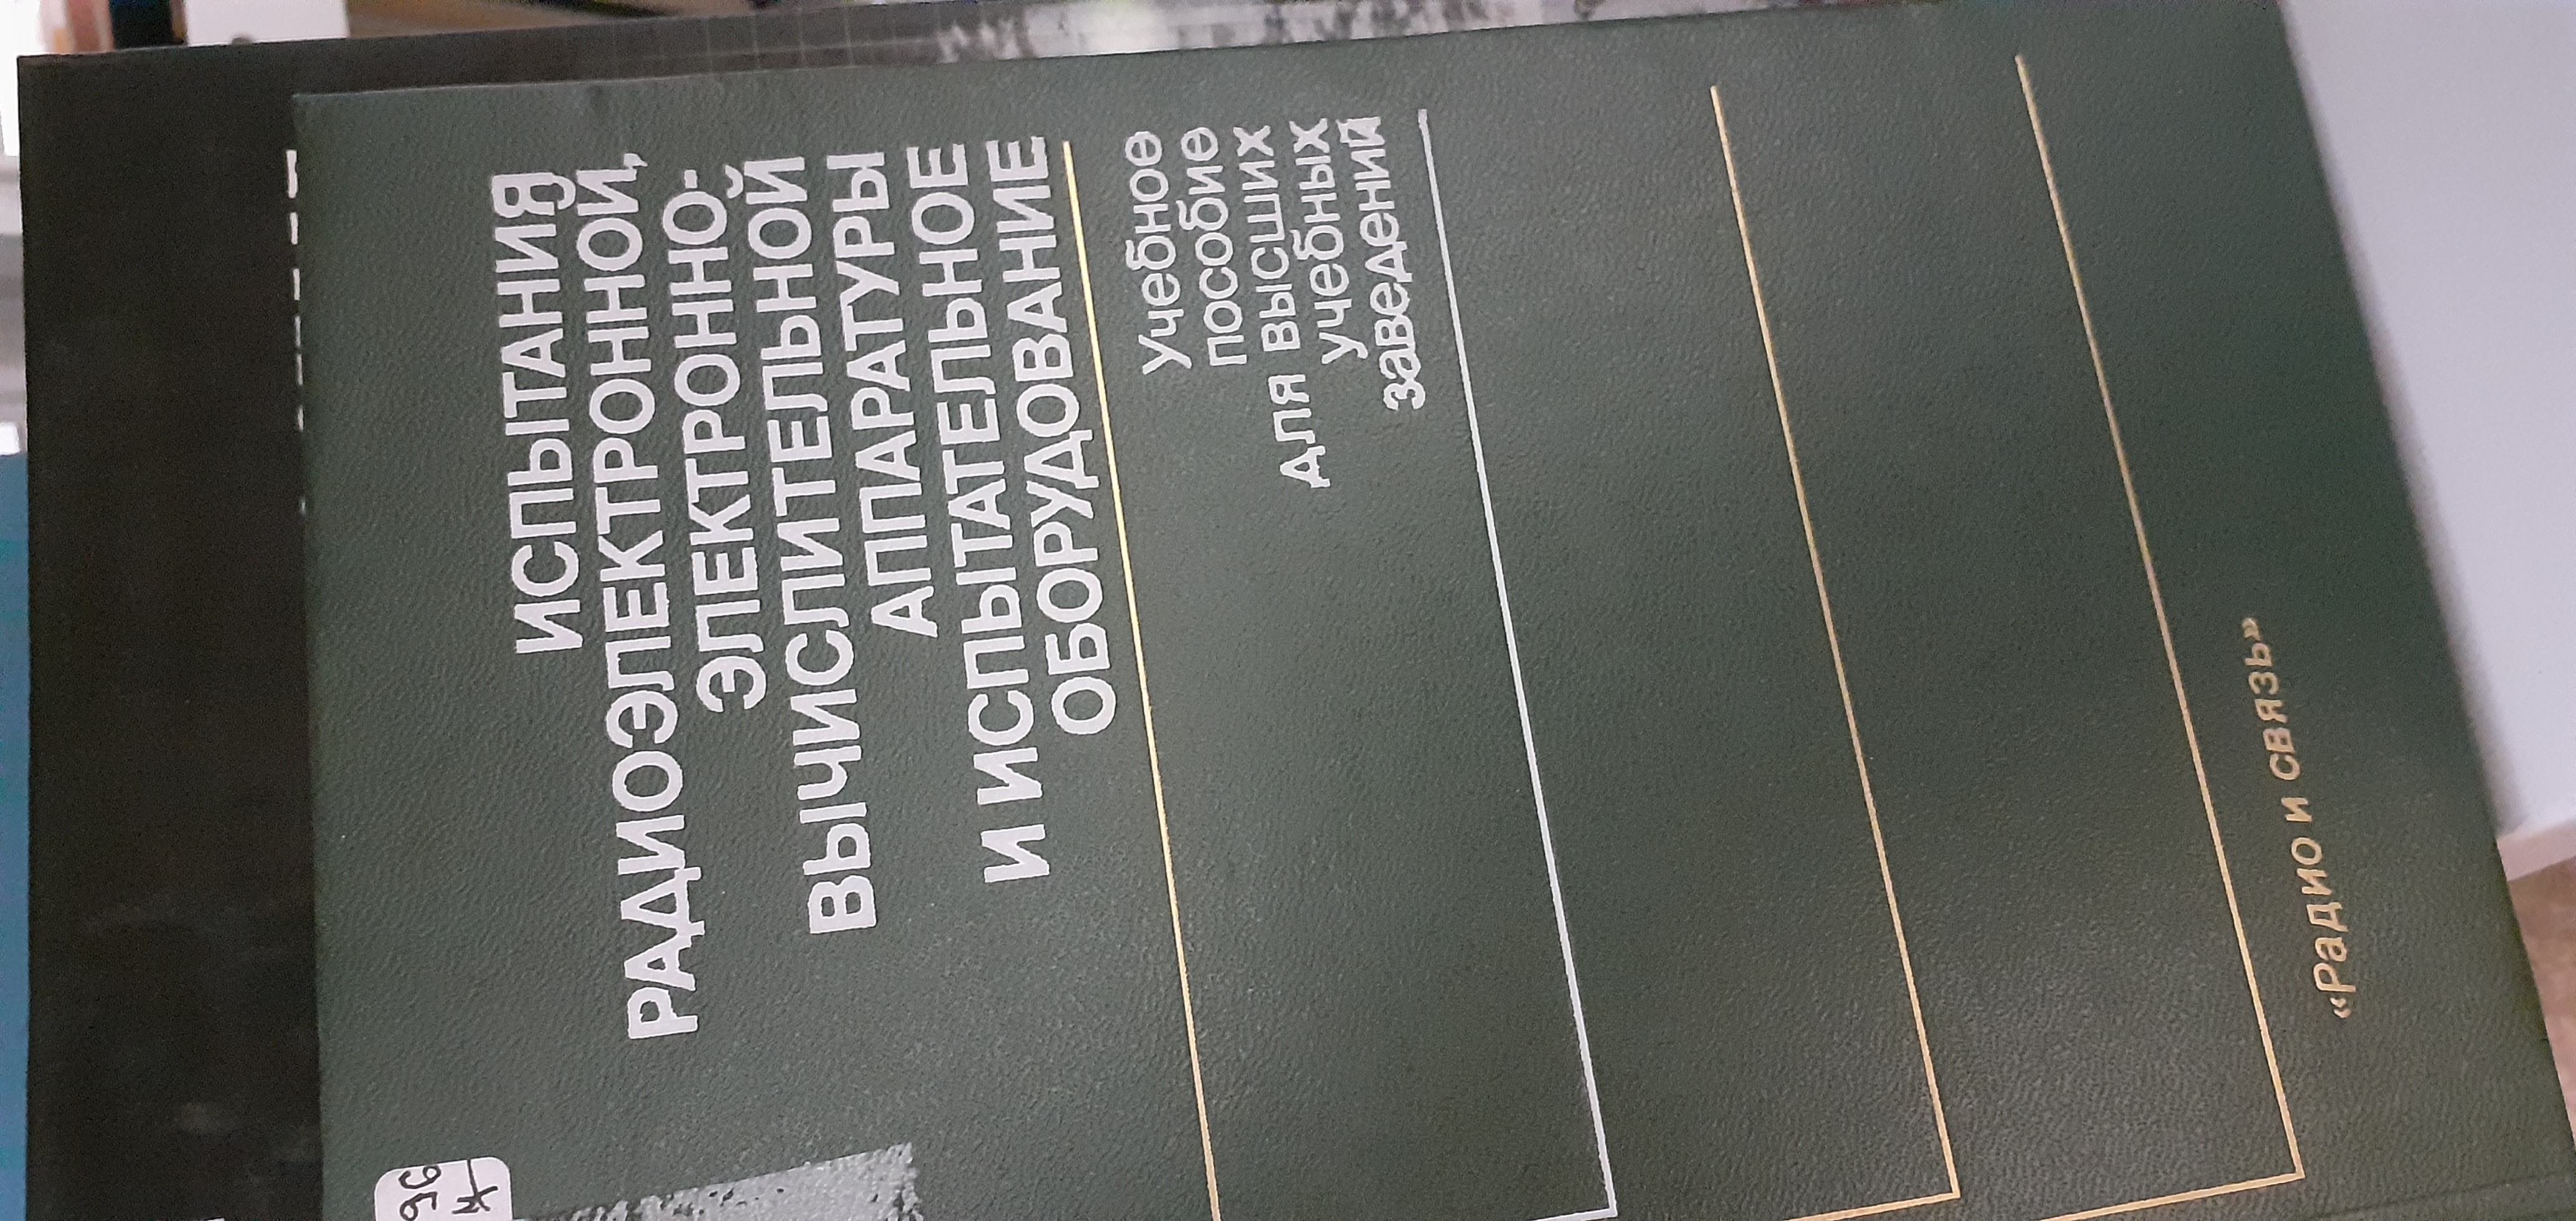 ИСПЫТАНИЯ
РАДИОЭЛЕКТРОННОЙ,
ЭЛЕКТРОННО-
ВЫЧИСЛИТЕЛЬНОЙ
АППАРАТУРЫ
И ИСПЫТАТЕЛЬНОЕ
ОБОРУДОВАНИЕ
Учебное
пособие
для высших
учебных
заведений
«Радио и связь»